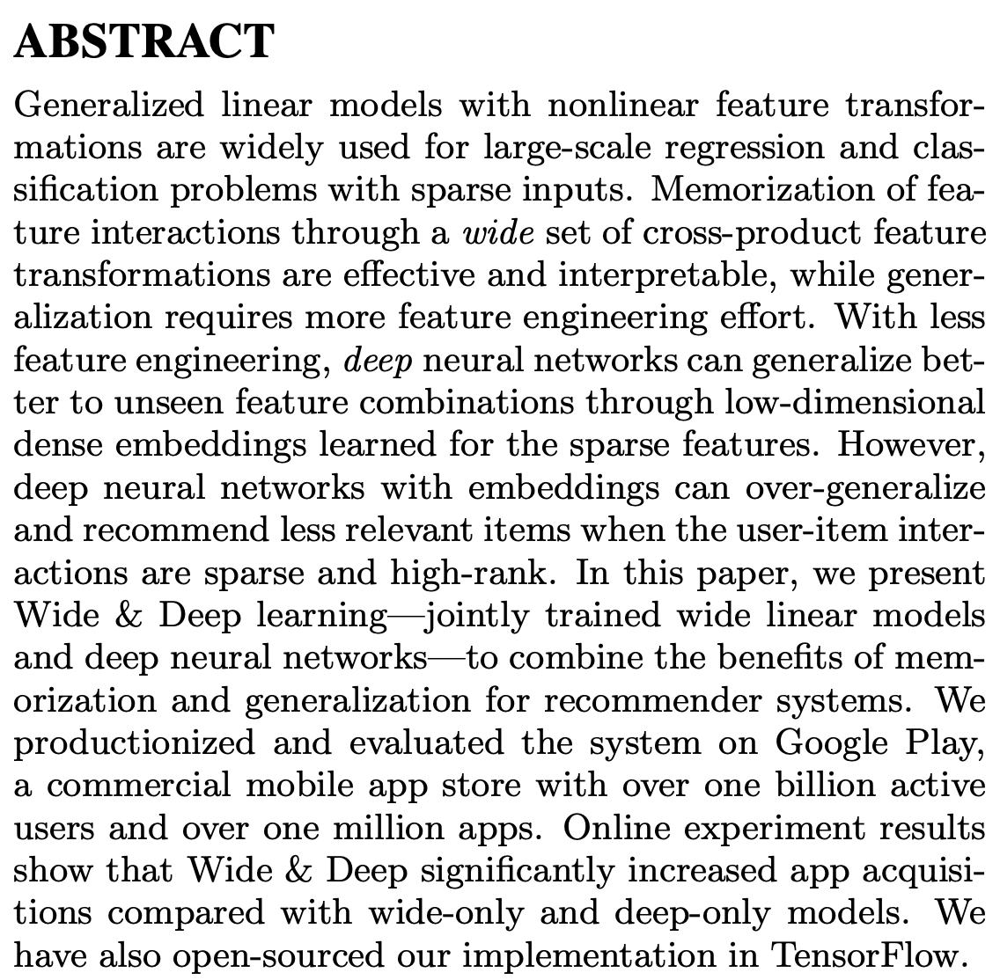 ABSTRACT
Generalized linear models with nonlinear feature transfor-
mations are widely used for large-scale regression and clas-
sification problems with sparse inputs. Memorization of fea-
ture interactions through a wide set of cross-product feature
transformations are effective and interpretable, while gener-
alization requires more feature engineering effort. With less
feature engineering, deep neural networks can generalize bet-
ter to unseen feature combinations through low-dimensional
dense embeddings learned for the sparse features. However,
deep neural networks with embeddings can over-generalize
and recommend less relevant items when the user-item inter-
actions are sparse and high-rank. In this paper, we present
Wide & Deep learning—jointly trained wide linear models
and deep neural networks—to combine the benefits of mem-
orization and generalization for recommender systems. We
productionized and evaluated the system on Google Play,
a commercial mobile app store with over one billion active
users and over one million apps. Online experiment results
show that Wide & Deep significantly increased app acquisi-
tions compared with wide-only and deep-only models. We
have also open-sourced our implementation in TensorFlow.